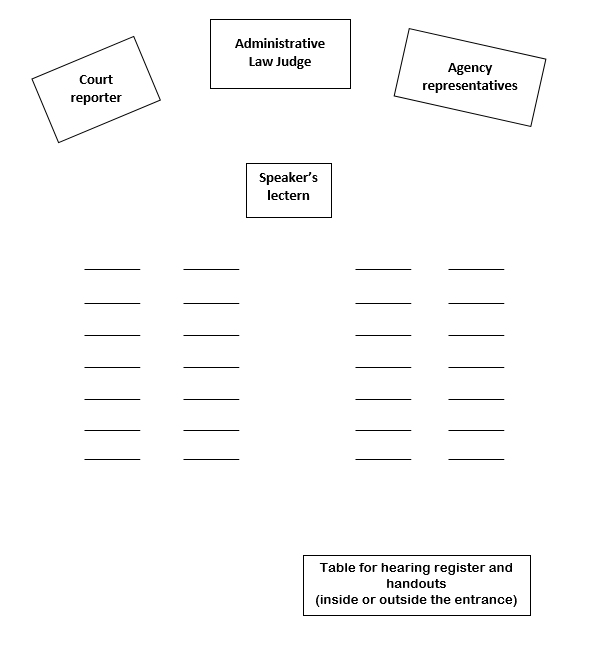 Administrative
Law Judge
Court
reporter
Agency
representatives
Speaker’s
lectern
Table for hearing register and
handouts
(inside or outside the entrance)